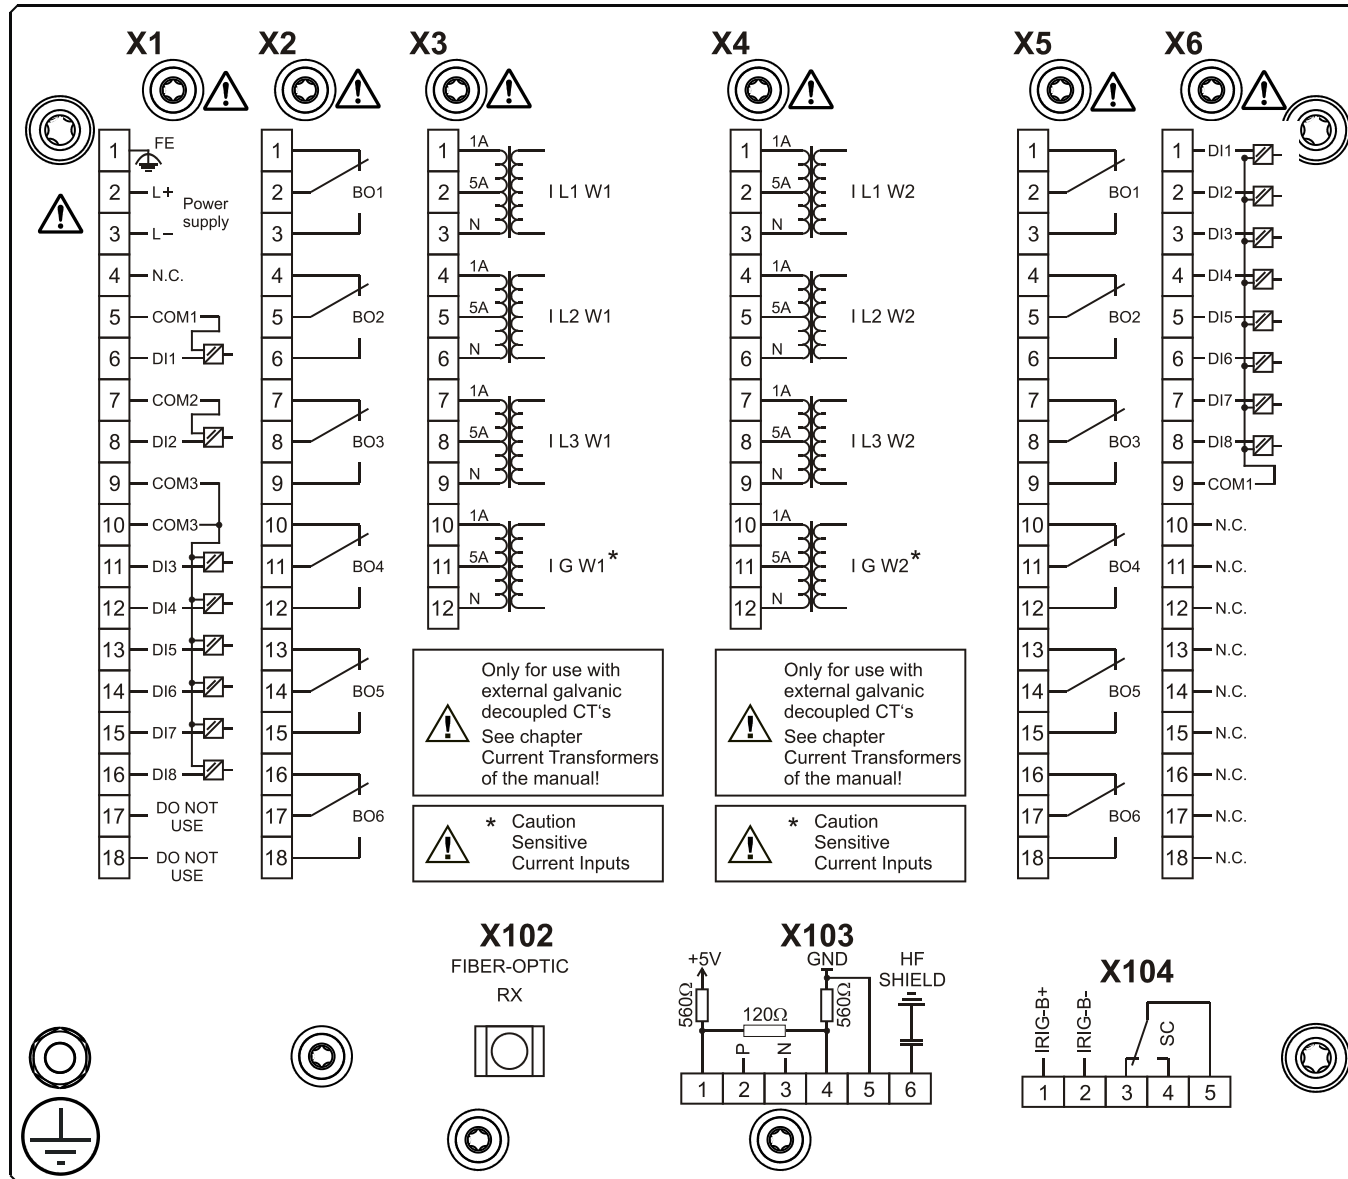 X1
1 FE
2 L+ Power
supply
3 L–
4 N.C.
5 COM1
6 DI1
7 COM2
8 DI2
9 COM3
10 COM3
11 DI3
12 DI4
13 DI5
14 DI6
15 DI7
16 DI8
17 DO NOT
USE
18 DO NOT
USE
X2
1
2 BO1
3
4
5 BO2
6
7
8 BO3
9
10
11 BO4
12
13
14 BO5
15
16
17 BO6
18
X3
1 1A
2 5A I L1 W1
3 N
4 1A
5 5A I L2 W1
6 N
7 1A
8 5A I L3 W1
9 N
10 1A
11 5A I G W1*
12 N
Only for use with
external galvanic
decoupled CT‘s
See chapter
Current Transformers
of the manual!
* Caution
Sensitive
Current Inputs
X4
1 1A
2 5A I L1 W2
3 N
4 1A
5 5A I L2 W2
6 N
7 1A
8 5A I L3 W2
9 N
10 1A
11 5A I G W2*
12 N
Only for use with
external galvanic
decoupled CT‘s
See chapter
Current Transformers
of the manual!
* Caution
Sensitive
Current Inputs
X5
1
2 BO1
3
4
5 BO2
6
7
8 BO3
9
10
11 BO4
12
13
14 BO5
15
16
17 BO6
18
X6
1 DI1
2 DI2
3 DI3
4 DI4
5 DI5
6 DI6
7 DI7
8 DI8
9 COM1
10 N.C.
11 N.C.
12 N.C.
13 N.C.
14 N.C.
15 N.C.
16 N.C.
17 N.C.
18 N.C.
X102
FIBER-OPTIC
RX
X103
+5V GND HF
SHIELD
560Ω 120Ω 560Ω
P N
1 2 3 4 5 6
X104
IRIG-B+ IRIG-B- SC
1 2 3 4 5